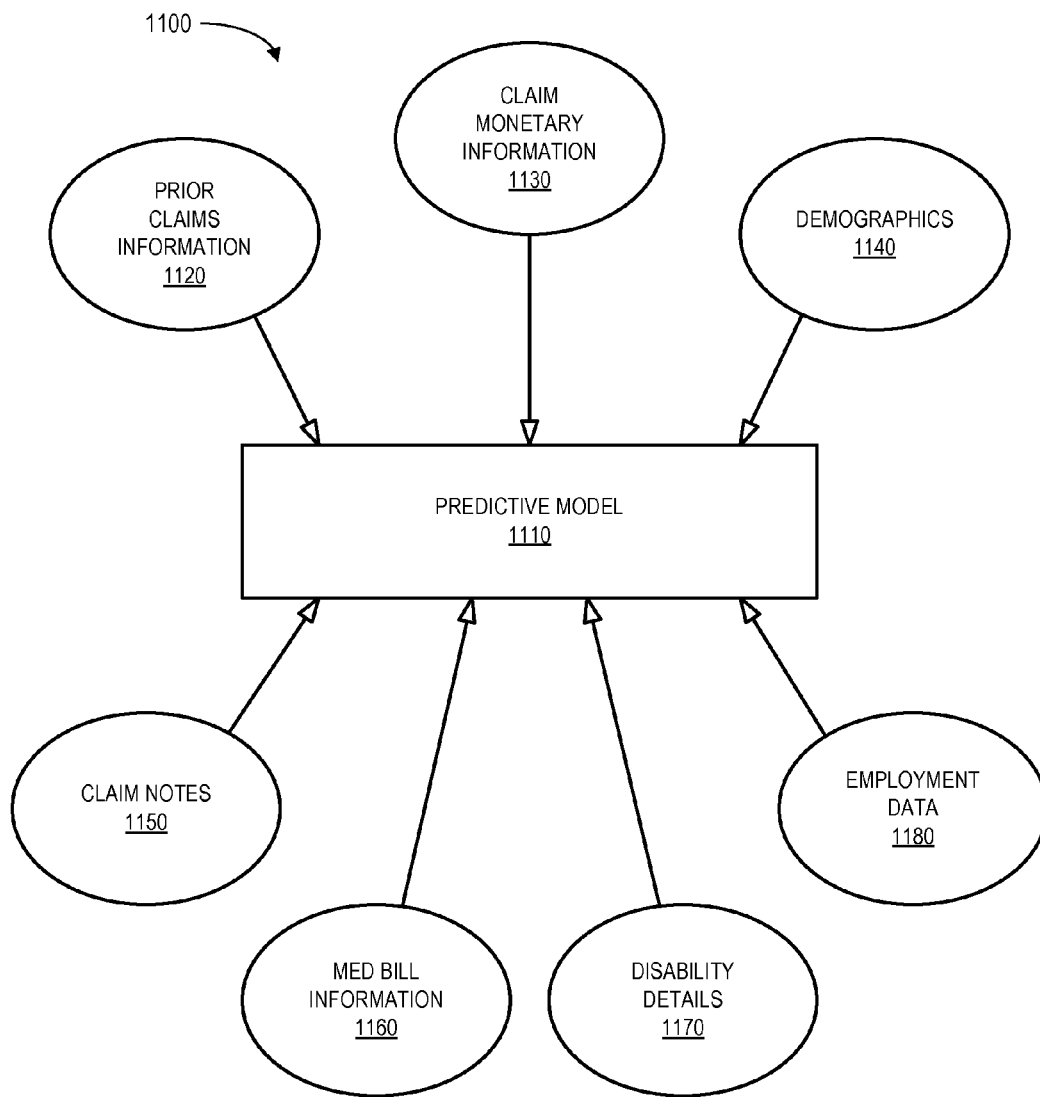 1100
CLAIM
MONETARY
INFORMATION
1130
PRIOR
CLAIMS
INFORMATION
1120
DEMOGRAPHICS
1140
PREDICTIVE MODEL
1110
CLAIM NOTES
1150
EMPLOYMENT
DATA
1180
MED BILL
INFORMATION
1160
DISABILITY
DETAILS
1170